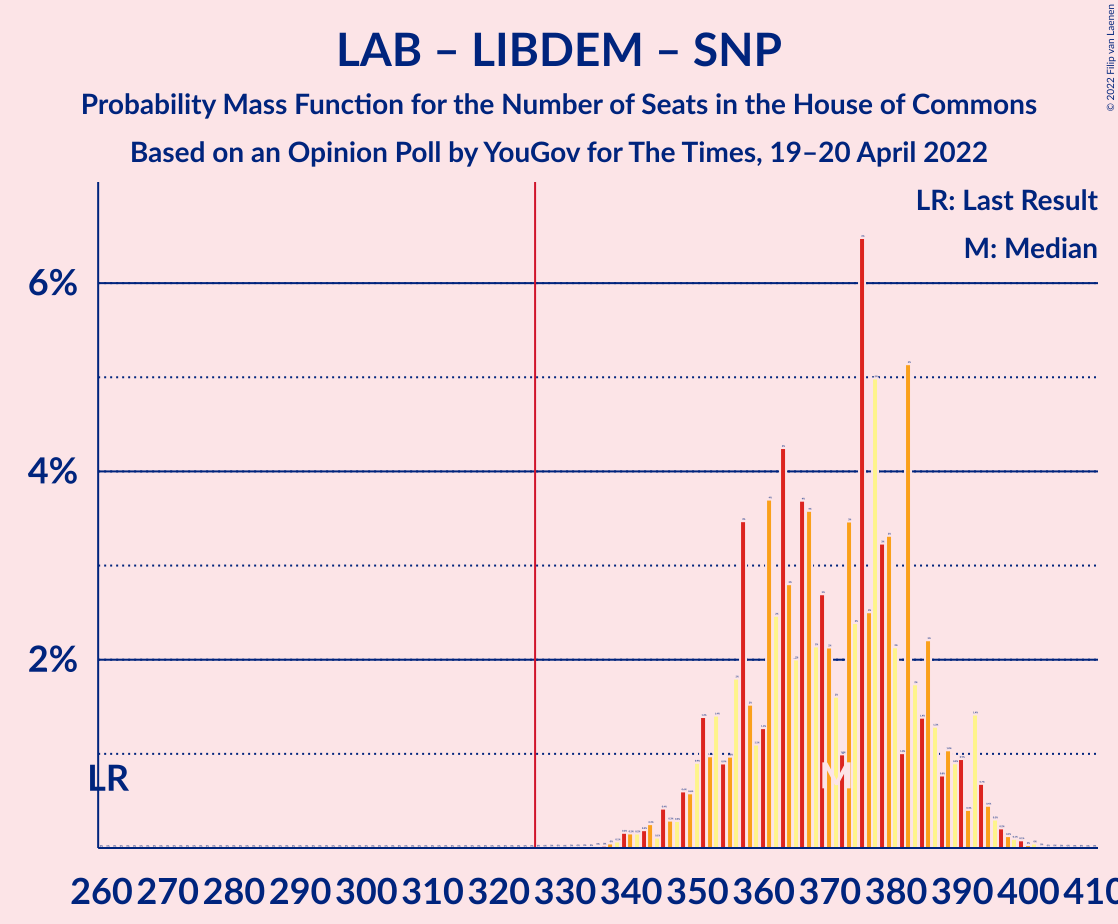 LAB – LIBDEM – SNP
Probability Mass Function for the Number of Seats in the House of Commons
Based on an Opinion Poll by YouGov for The Times, 19–20 April 2022
© 2022 Filip van Laenen
LR: Last Result
M: Median
6%
4%
2%
LR
M
260 270 280 290 300 310 320 330 340 350 360 370 380 390 400 410